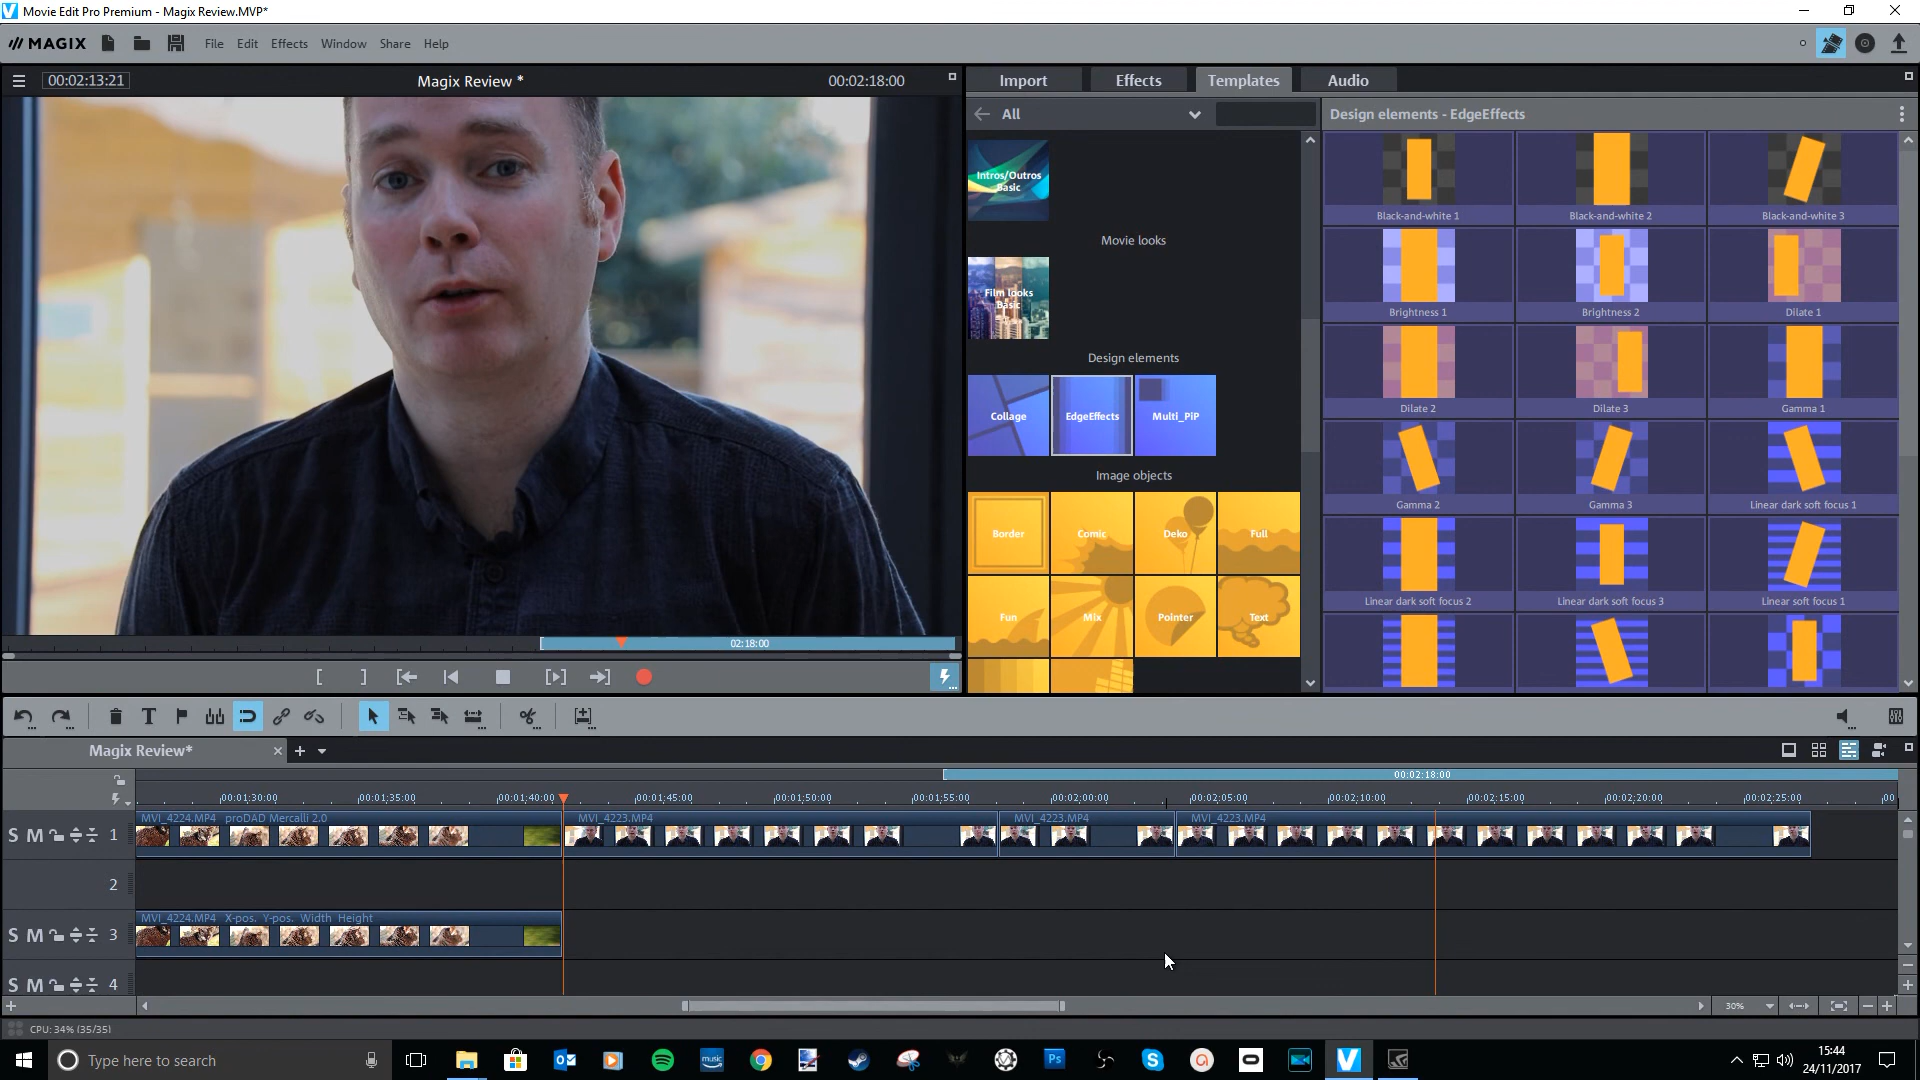 Movie Edit Pro Premium - Magix Review.MVP*
MAGIX File Edit Effects Window Share Help
00:02:13:21 Magix Review * 00:02:18:00
Import Effects Templates Audio
All
Design elements - EdgeEffects
Intros/Outros
Basic
Movie looks
Film looks
Basic
Design elements
Collage EdgeEffects Multi_PiP
Image objects
Border Comic Deko Full
Fun Mix Pointer Text
Black-and-white 1 Black-and-white 2 Black-and-white 3
Brightness 1 Brightness 2 Dilate 1
Dilate 2 Dilate 3 Gamma 1
Gamma 2 Gamma 3 Linear dark soft focus 1
Linear dark soft focus 2 Linear dark soft focus 3 Linear soft focus 1
02:18:00
Magix Review*
00:02:18:00
00:01:30:00 00:01:35:00 00:01:40:00 00:01:45:00 00:01:50:00 00:01:55:00 00:02:00:00 00:02:05:00 00:02:10:00 00:02:15:00 00:02:20:00 00:02:25:00 00
MVI_4224.MP4 proDAD Mercalli 2.0 MVI_4223.MP4 MVI_4223.MP4 MVI_4223.MP4
S M 1
2
MVI_4224.MP4 X-pos. Y-pos. Width Height
S M 3
S M 4
30%
CPU: 34% (35/35)
Type here to search
music
Ps
15:44
24/11/2017